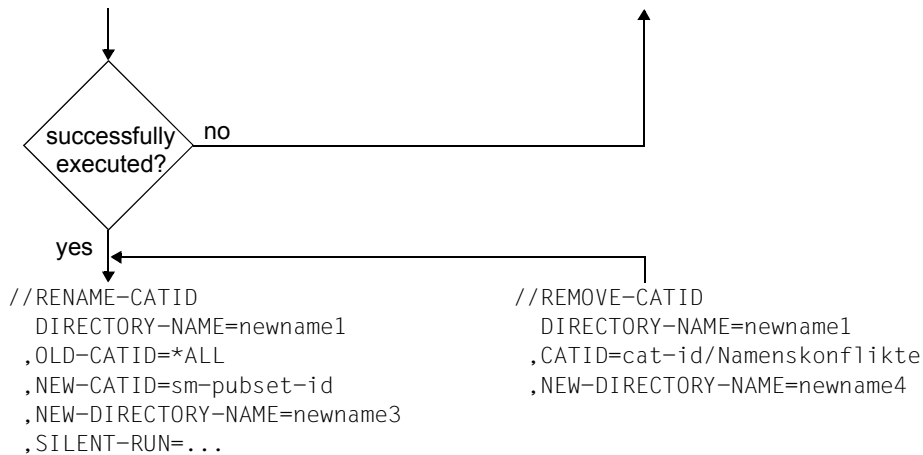 successfully
executed?
no
yes
//RENAME-CATID
DIRECTORY-NAME=newname1
,OLD-CATID=*ALL
,NEW-CATID=sm-pubset-id
,NEW-DIRECTORY-NAME=newname3
,SILENT-RUN=...
//REMOVE-CATID
DIRECTORY-NAME=newname1
,CATID=cat-id/Namenskonflikte
,NEW-DIRECTORY-NAME=newname4